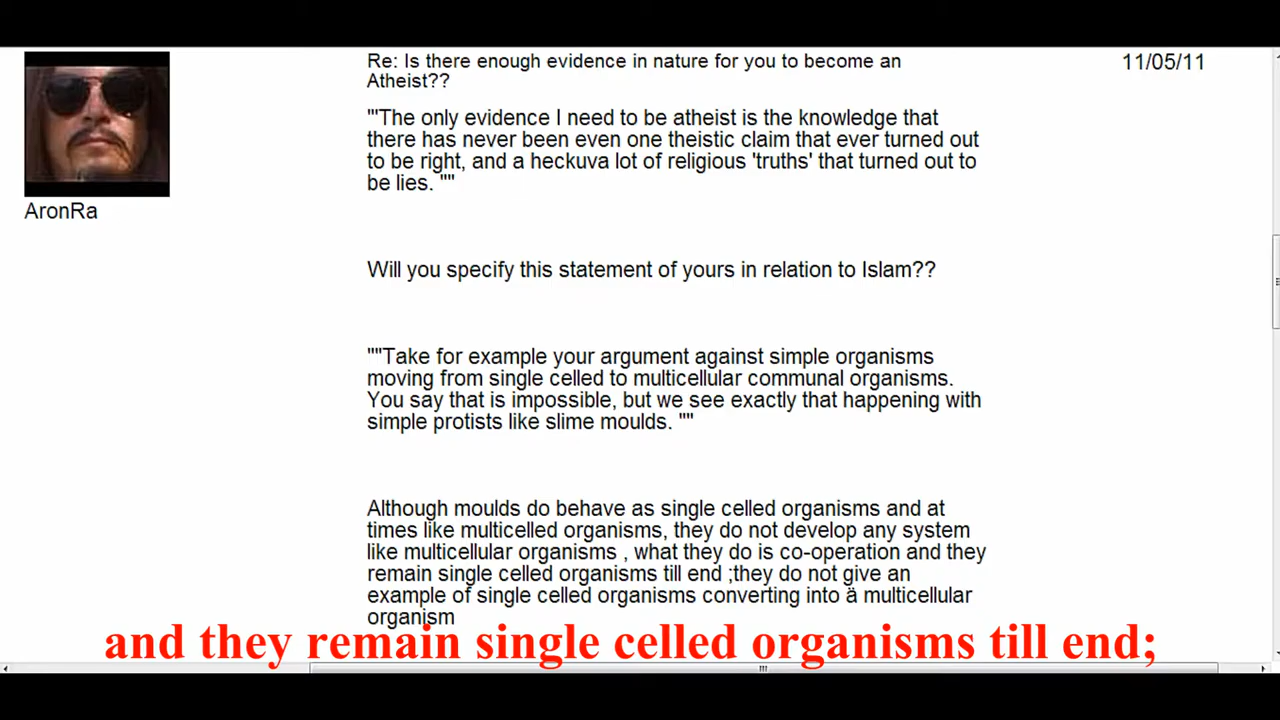 Re: Is there enough evidence in nature for you to become an
Atheist??
11/05/11
AronRa
'"The only evidence I need to be atheist is the knowledge that
there has never been even one theistic claim that ever turned out
to be right, and a heckuva lot of religious 'truths' that turned out to
be lies. ""
Will you specify this statement of yours in relation to Islam??
""Take for example your argument against simple organisms
moving from single celled to multicellular communal organisms.
You say that is impossible, but we see exactly that happening with
simple protists like slime moulds. ""
Although moulds do behave as single celled organisms and at
times like multicelled organisms, they do not develop any system
like multicellular organisms , what they do is co-operation and they
remain single celled organisms till end ;they do not give an
example of single celled organisms converting into a multicellular
organism
and they remain single celled organisms till end;